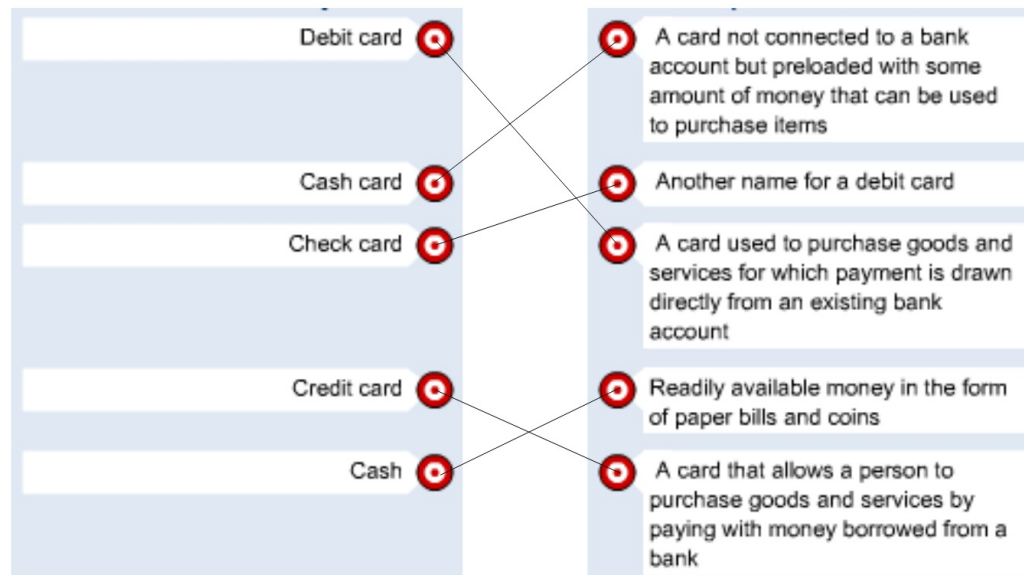 Debit card
Cash card
Check card
Credit card
Cash
A card not connected to a bank
account but preloaded with some
amount of money that can be used
to purchase items
Another name for a debit card
A card used to purchase goods and
services for which payment is drawn
directly from an existing bank
account
Readily available money in the form
of paper bills and coins
A card that allows a person to
purchase goods and services by
paying with money borrowed from a
bank